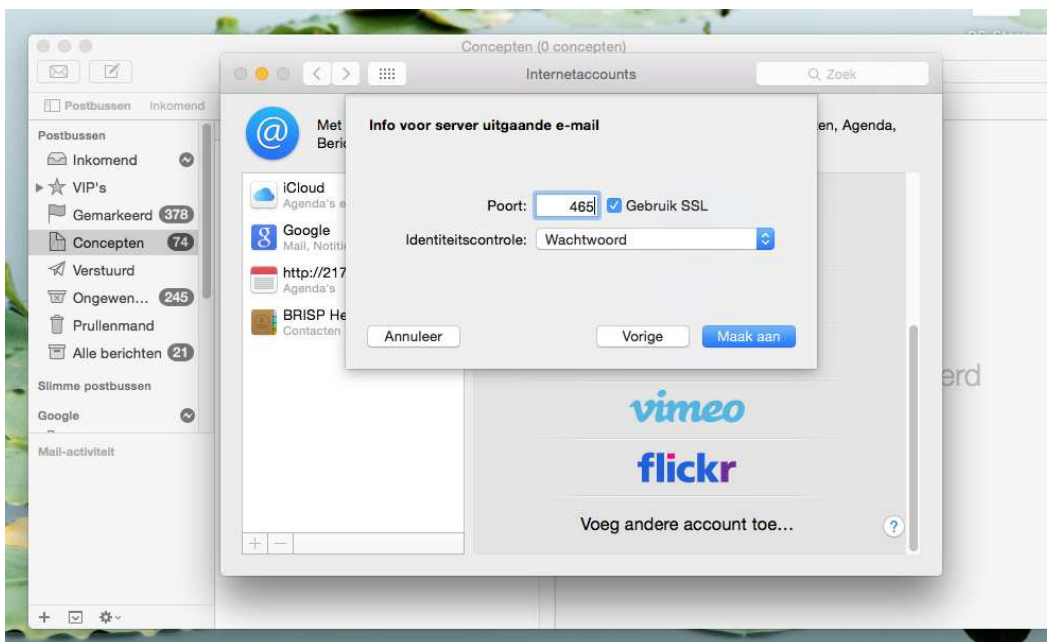 Concepten (0 concepten)
Internetaccounts
Zoek
Postbussen Inkomend
Postbussen
Inkomend
VIP's
Gemarkeerd 378
Concepten 74
Verstuurd
Ongewen... 245
Prullenmand
Alle berichten 21
Slimme postbussen
Google
Mail-activiteit
Met
en, Agenda,
iCloud
Agenda's e
Google
http://217
Agenda's
BRISP He
Contacten
Info voor server uitgaande e-mail
Poort: 465 Gebruik SSL
Identiteitscontrole: Wachtwoord
Annuleer Vorige Maak aan
vimeo
flickr
Voeg andere account toe...
?
erd